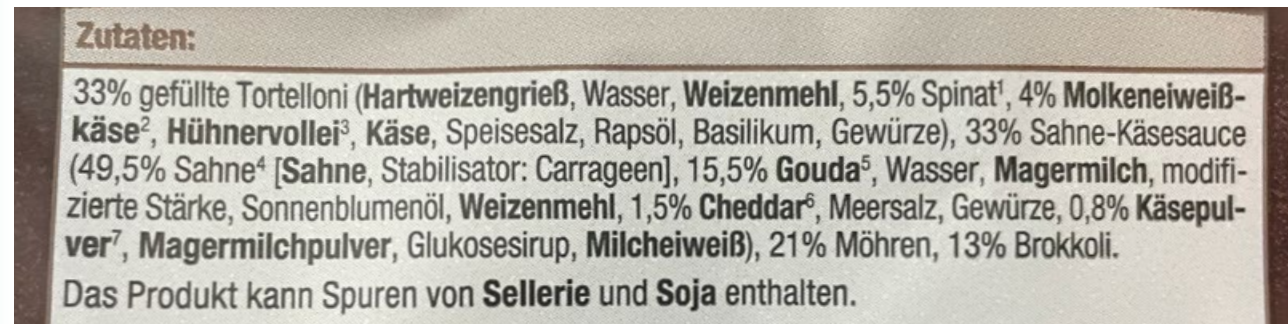 Zutaten:
33% gefüllte Tortelloni (Hartweizengrieß, Wasser, Weizenmehl, 5,5% Spinat¹, 4% Molkeneiweiß-
käse², Hühnervollei³, Käse, Speisesalz, Rapsöl, Basilikum, Gewürze), 33% Sahne-Käsesauce
(49,5% Sahne⁴ [Sahne, Stabilisator: Carrageen], 15,5% Gouda⁵, Wasser, Magermilch, modifi-
zierte Stärke, Sonnenblumenöl, Weizenmehl, 1,5% Cheddar⁶, Meersalz, Gewürze, 0,8% Käsepul-
ver⁷, Magermilchpulver, Glukosesirup, Milcheiweiß), 21% Möhren, 13% Brokkoli.
Das Produkt kann Spuren von Sellerie und Soja enthalten.